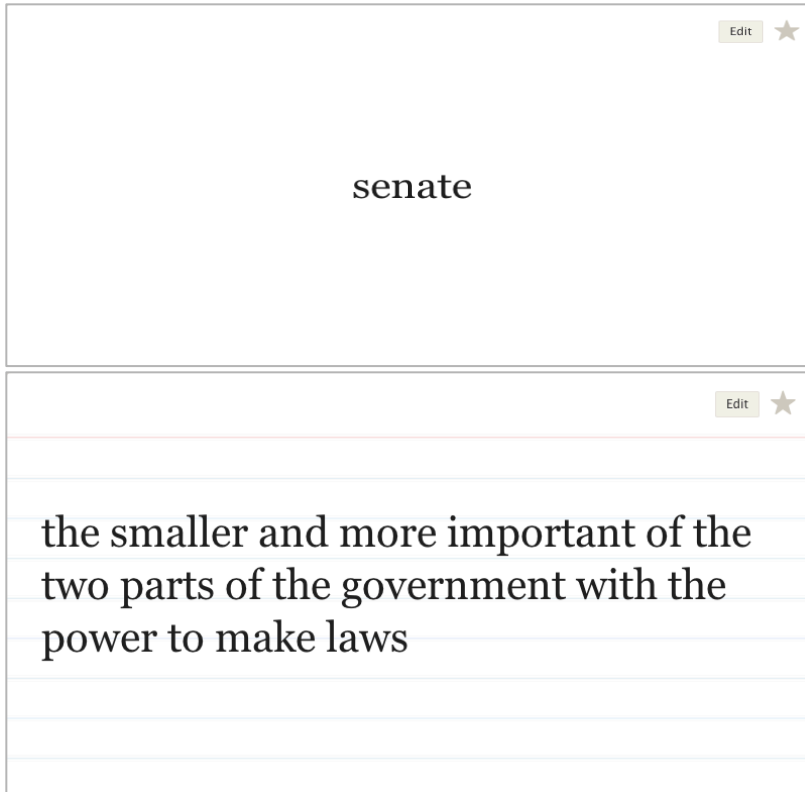 Edit
senate
Edit
the smaller and more important of the
two parts of the government with the
power to make laws